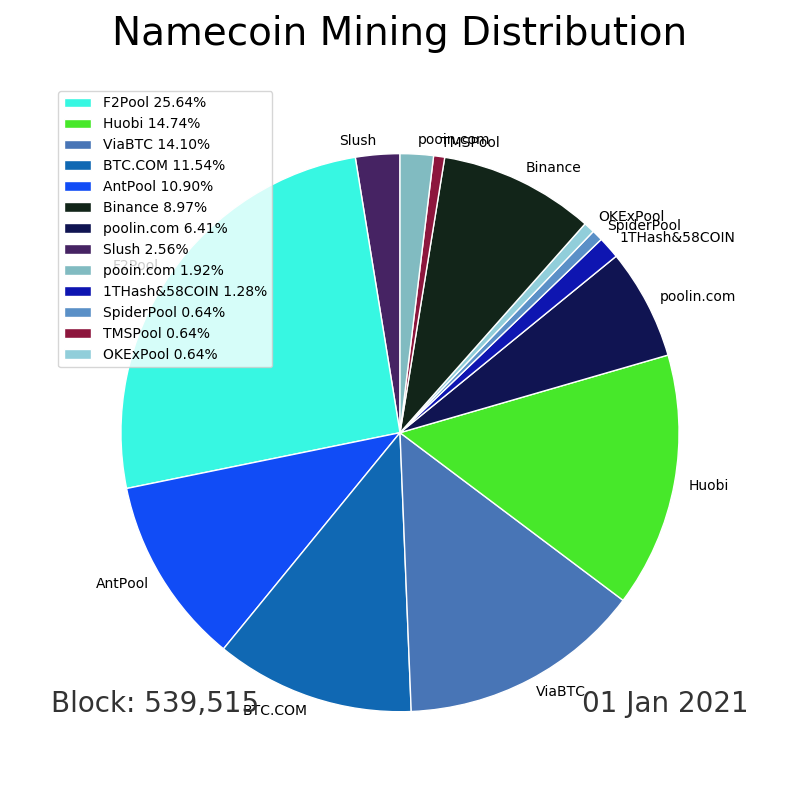 Namecoin Mining Distribution
F2Pool 25.64%
Huobi 14.74%
ViaBTC 14.10%
BTC.COM 11.54%
AntPool 10.90%
Binance 8.97%
poolin.com 6.41%
Slush 2.56%
pooin.com 1.92%
1THash&58COIN 1.28%
SpiderPool 0.64%
TMSPool 0.64%
OKExPool 0.64%
Slush
pooin.com
TMSPool
Binance
OKExPool
SpiderPool
1THash&58COIN
poolin.com
F2Pool
Huobi
AntPool
ViaBTC
BTC.COM
Block: 539,515
01 Jan 2021